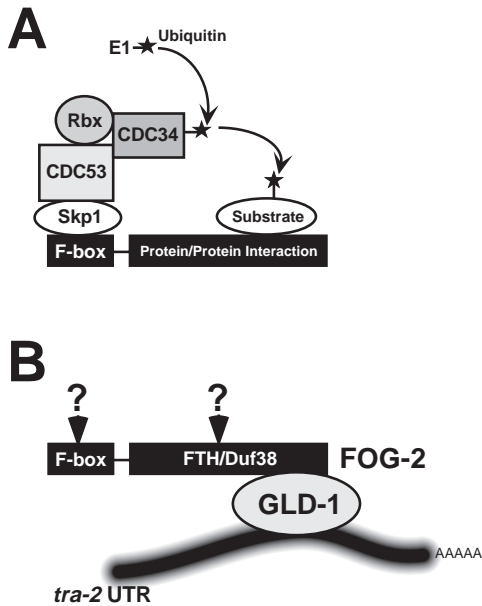 A
E1
Ubiquitin
Rbx
CDC34
CDC53
Skp1
Substrate
F-box
Protein/Protein Interaction
B
? ?
F-box FTH/Duf38 FOG-2
GLD-1
AAAAA
tra-2 UTR